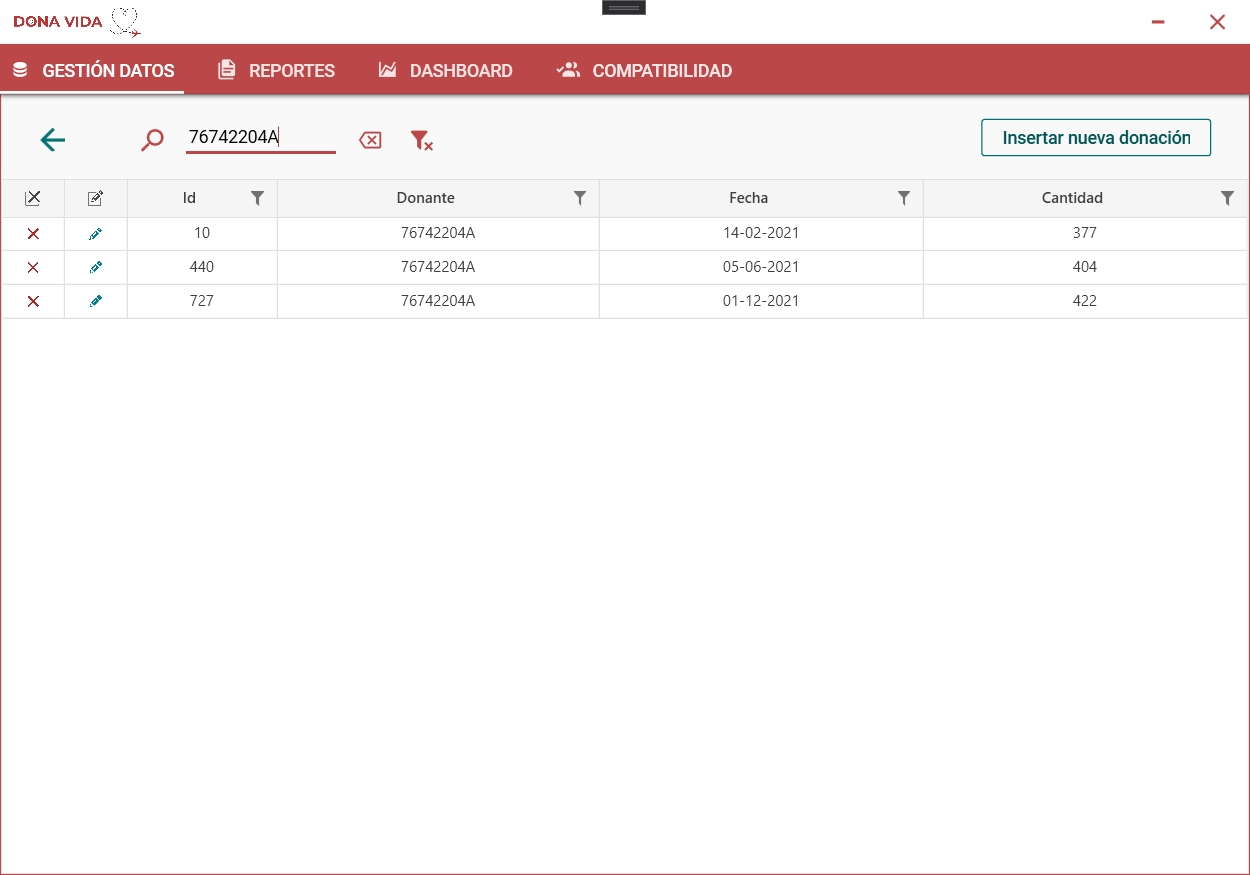 DONA VIDA
GESTIÓN DATOS REPORTES DASHBOARD COMPATIBILIDAD
76742204A Insertar nueva donación
Id Donante Fecha Cantidad
10 76742204A 14-02-2021 377
440 76742204A 05-06-2021 404
727 76742204A 01-12-2021 422